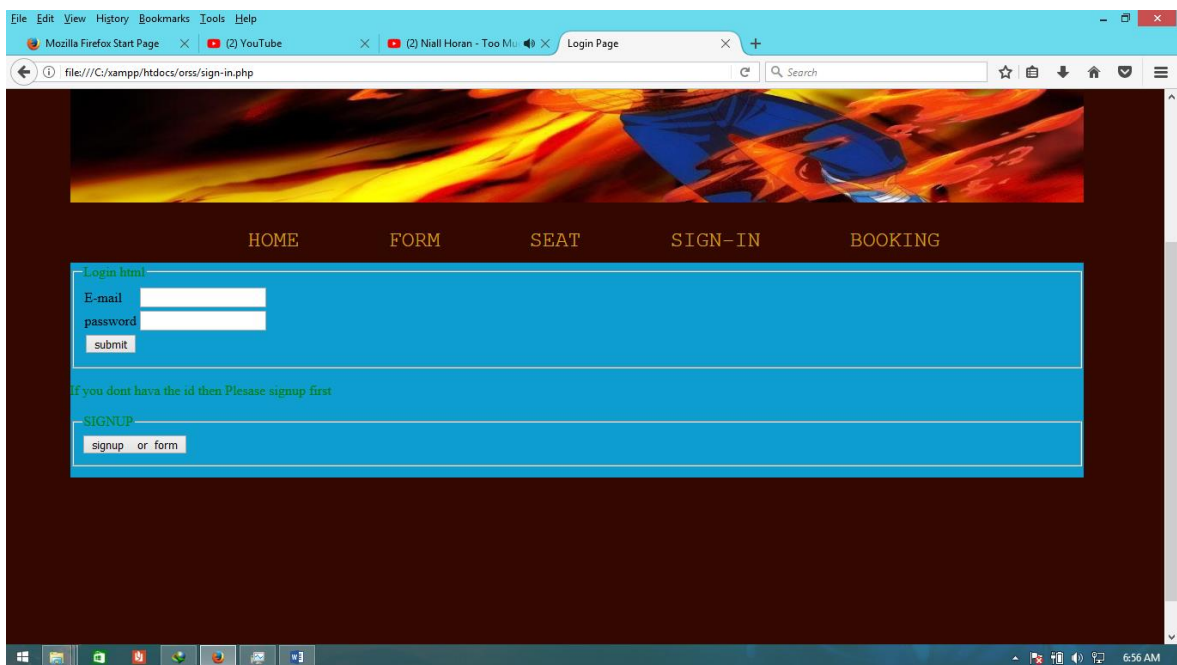 File Edit View History Bookmarks Tools Help
Mozilla Firefox Start Page (2) YouTube (2) Niall Horan - Too Mu Login Page
file:///C:/xampp/htdocs/orss/sign-in.php Search
HOME FORM SEAT SIGN-IN BOOKING
Login html
E-mail
password
submit
If you dont hava the id then Plesase signup first
SIGNUP
signup or form
6:56 AM